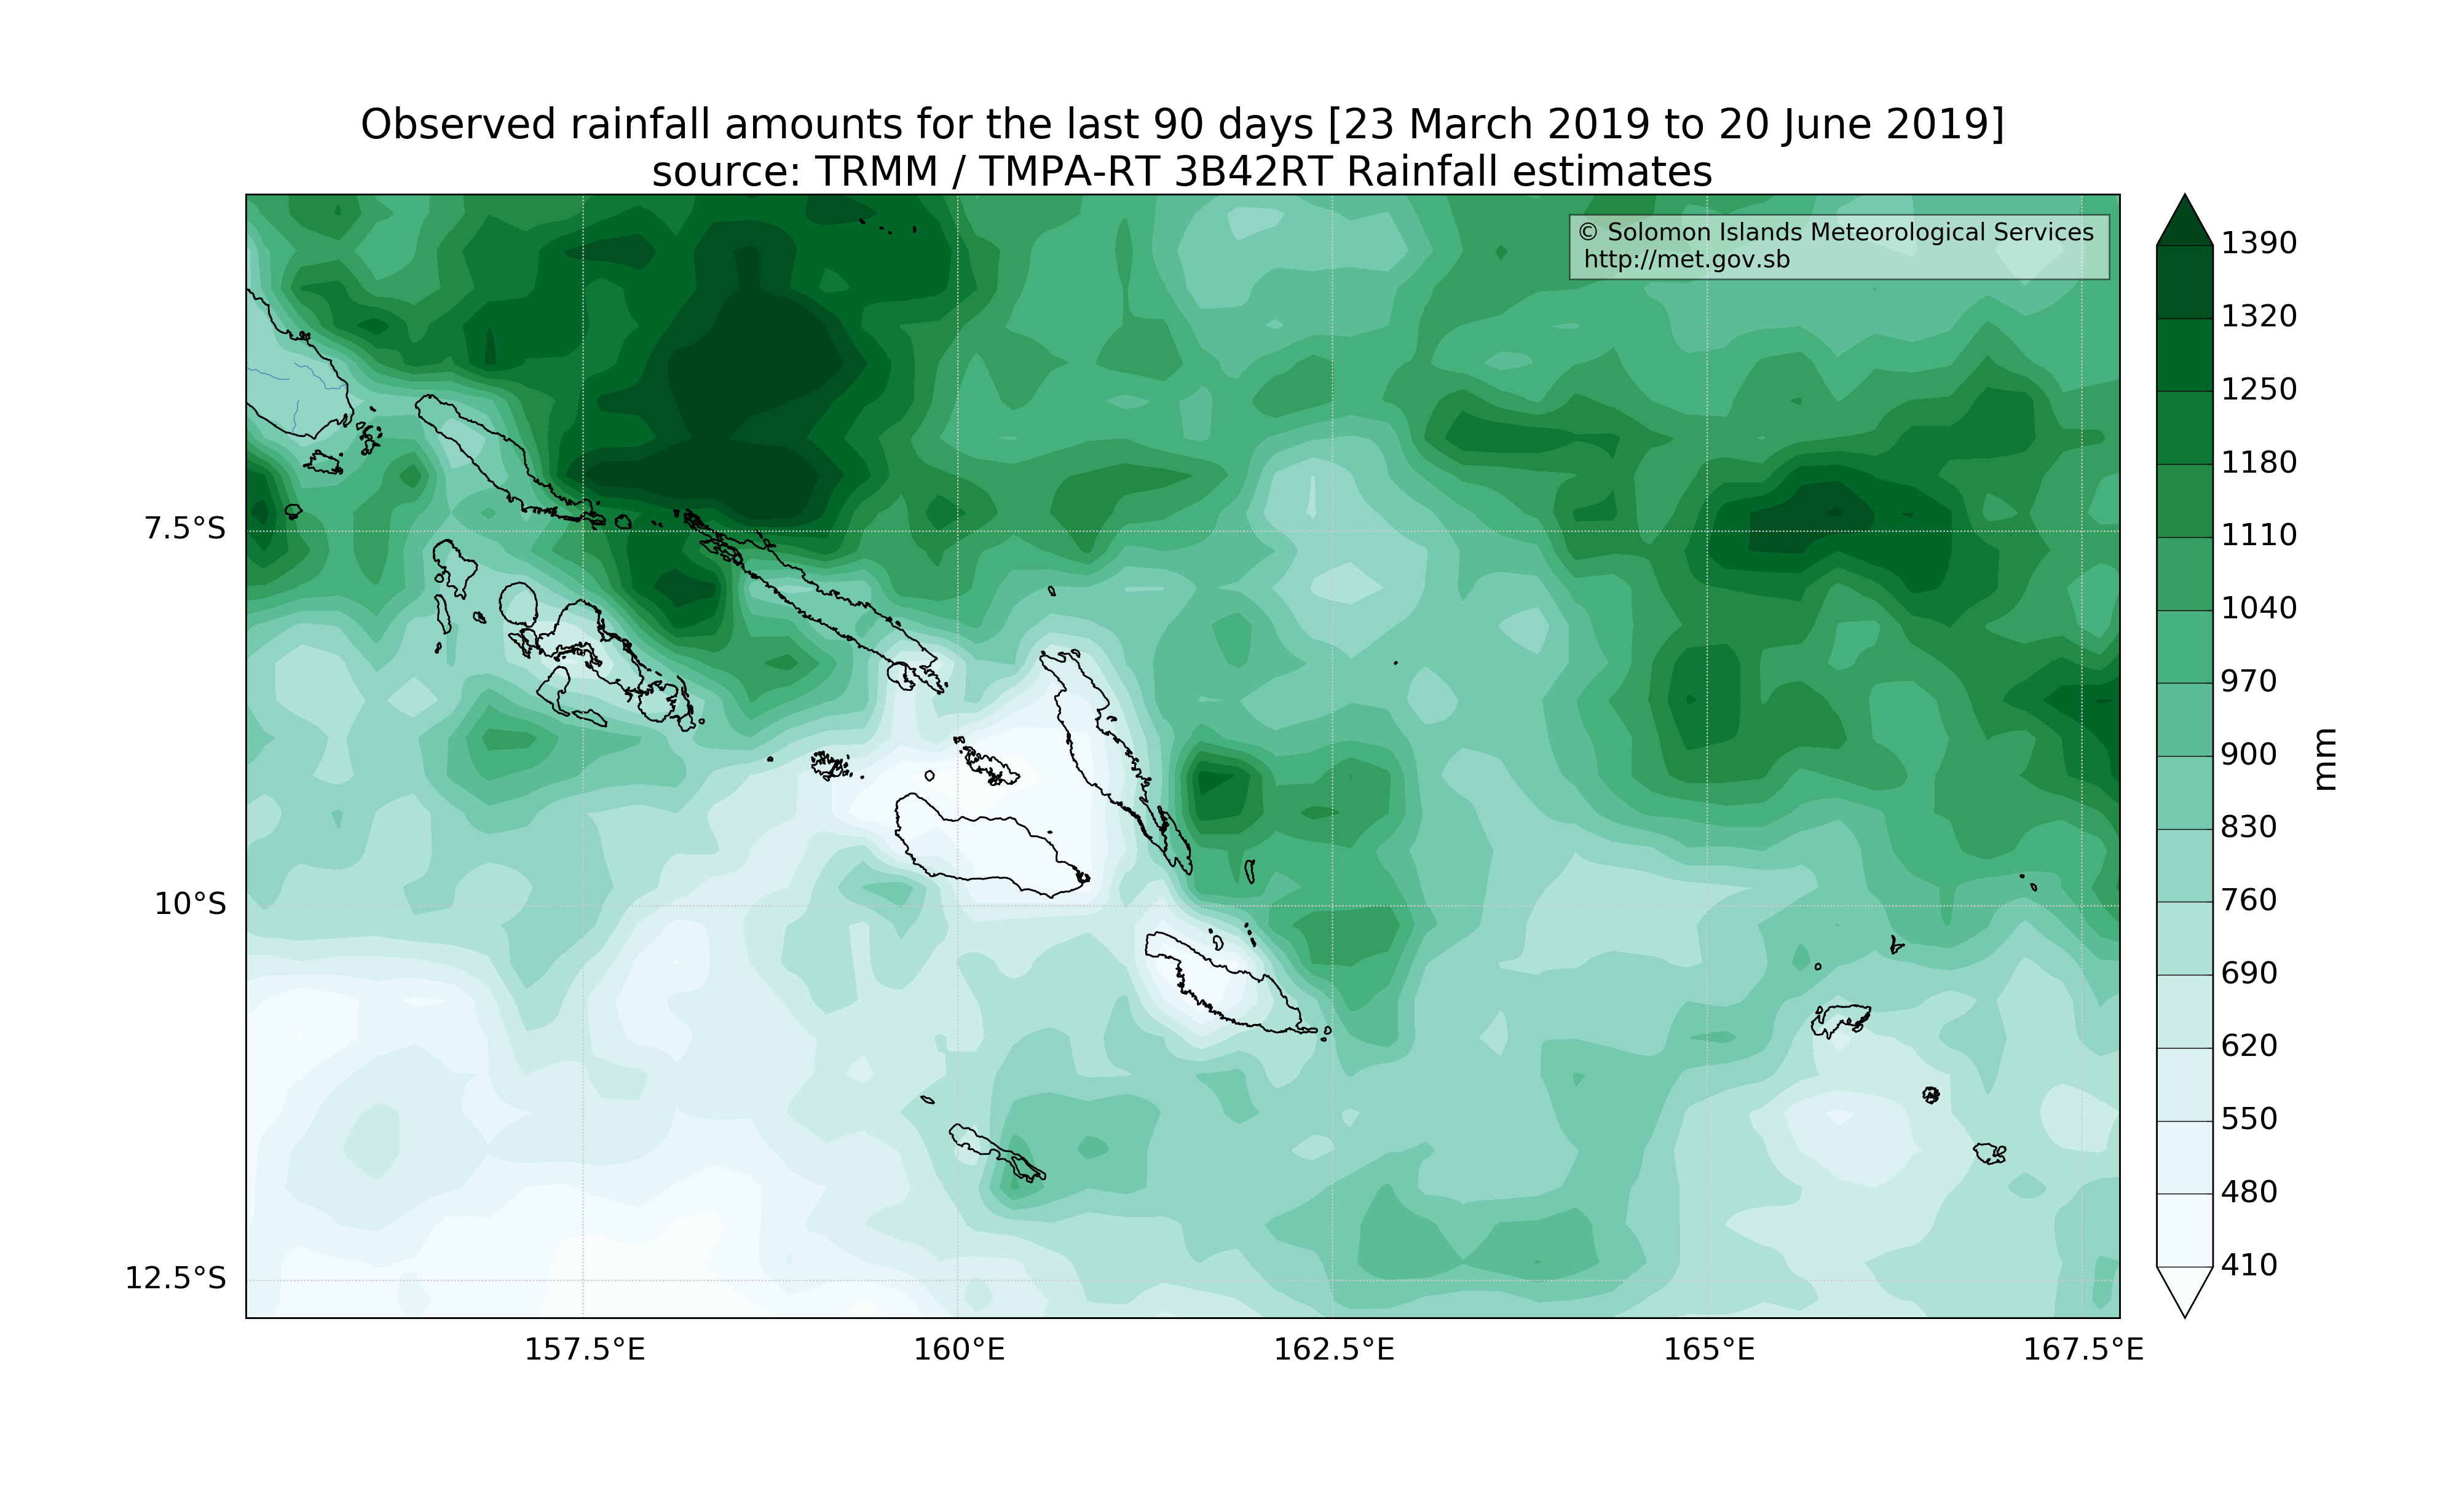 Observed rainfall amounts for the last 90 days [23 March 2019 to 20 June 2019]
source: TRMM / TMPA-RT 3B42RT Rainfall estimates
© Solomon Islands Meteorological Services
http://met.gov.sb
7.5°S
10°S
12.5°S
157.5°E
160°E
162.5°E
165°E
167.5°E
1390
1320
1250
1180
1110
1040
970
900
830
760
690
620
550
480
410
mm